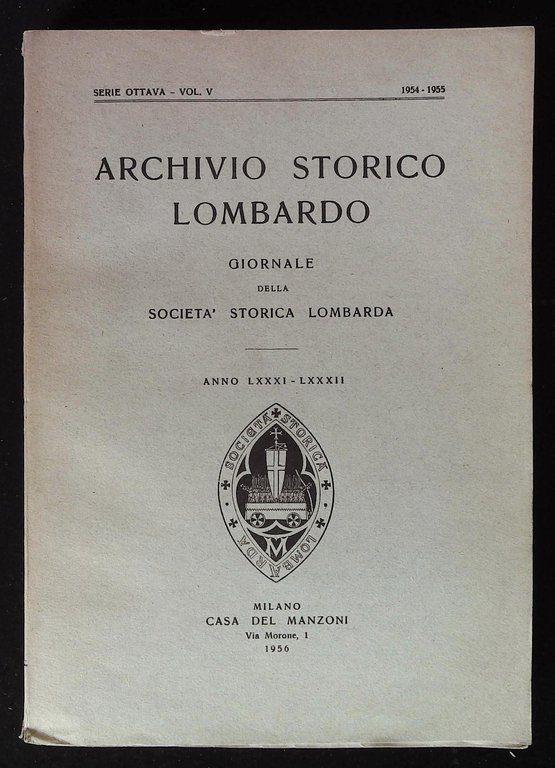 SERIE OTTAVA - VOL. V 1954-1955
ARCHIVIO STORICO
LOMBARDO
GIORNALE
DELLA
SOCIETA' STORICA LOMBARDA
ANNO LXXXI-LXXXII
SOCIETÀ STORICA LOMBARDA
M
MILANO
CASA DEL MANZONI
Via Morone, 1
1956